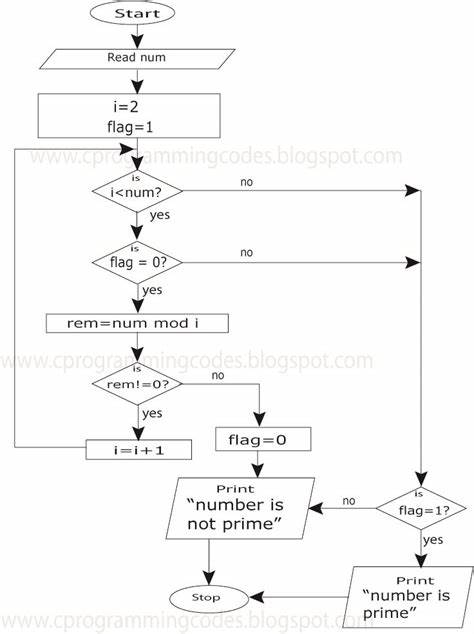 Start
Read num
i=2
flag=1
www.cprogrammingcodes.blogspot.com
is
i<num?
no
yes
is
flag = 0?
no
yes
rem=num mod i
www.cprogrammingcodes.blogspot.com
is
rem!=0?
no
yes
i=i+1
flag=0
Print
“number is
not prime”
no
is
flag=1?
yes
Stop
Print
“number is
prime”
www.cprogrammingcodes.blogspot.com